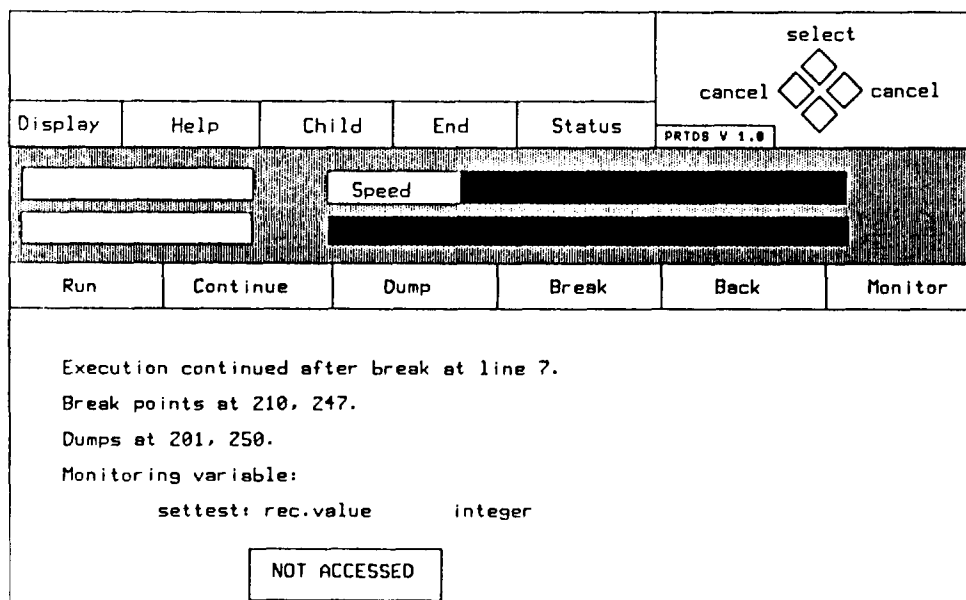 select
cancel cancel
Display Help Child End Status
PRTDS V 1.0
Speed
Run Continue Dump Break Back Monitor
Execution continued after break at line 7.
Break points at 210, 247.
Dumps at 201, 250.
Monitoring variable:
settest: rec.value integer
NOT ACCESSED